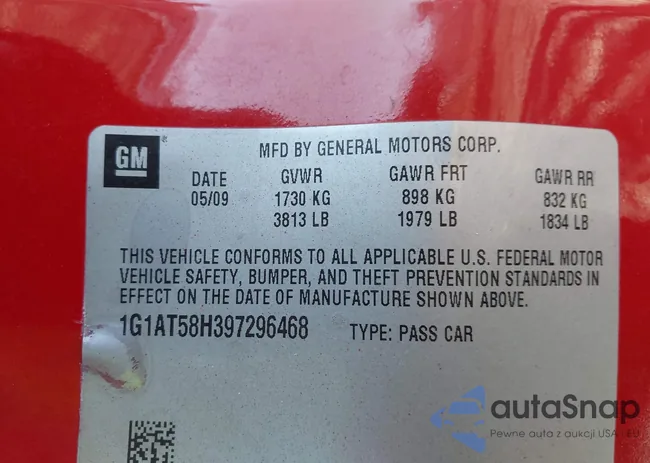 GM
MFD BY GENERAL MOTORS CORP.
DATE GVWR GAWR FRT GAWR RR
05/09 1730 KG 898 KG 832 KG
3813 LB 1979 LB 1834 LB
THIS VEHICLE CONFORMS TO ALL APPLICABLE U.S. FEDERAL MOTOR
VEHICLE SAFETY, BUMPER, AND THEFT PREVENTION STANDARDS IN
EFFECT ON THE DATE OF MANUFACTURE SHOWN ABOVE.
1G1AT58H397296468 TYPE: PASS CAR
autaSnap
Pewne auta z aukcji USA i EU